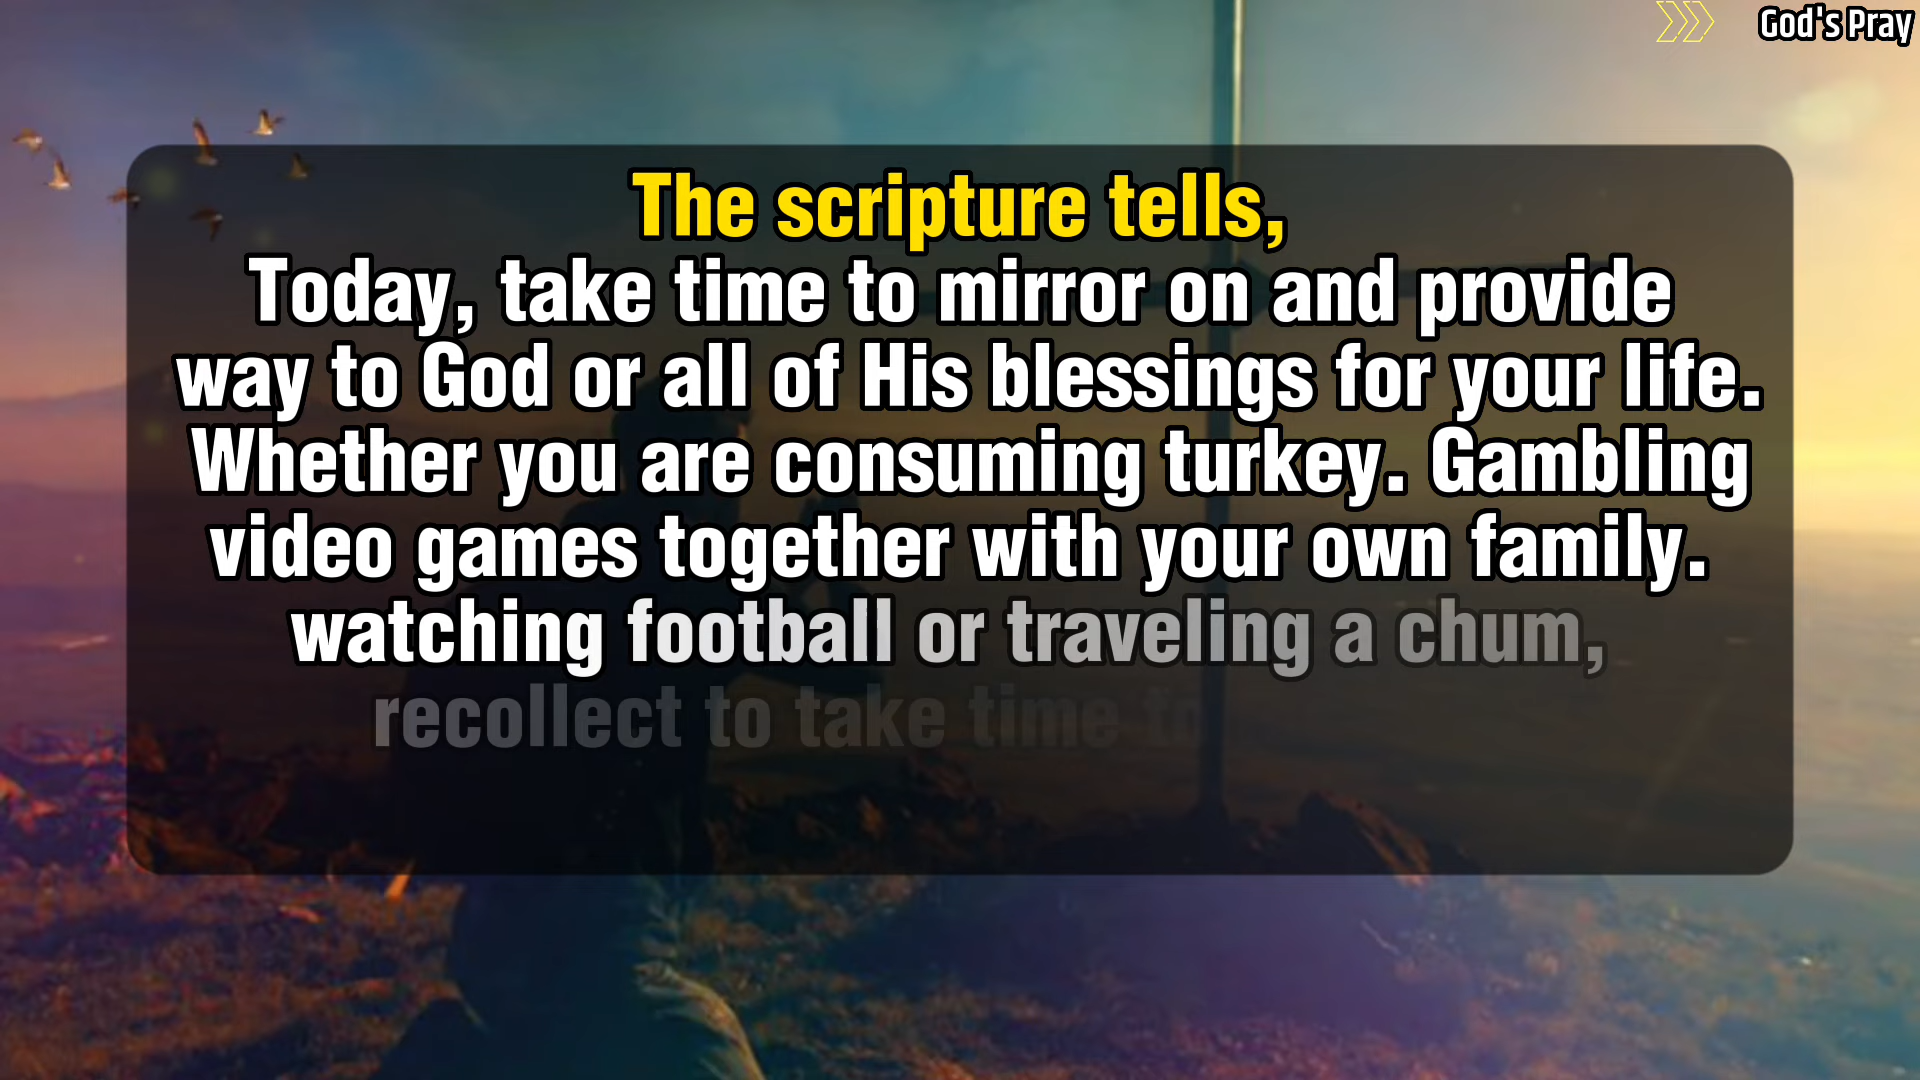 God's Pray
The scripture tells,
Today, take time to mirror on and provide
way to God or all of His blessings for your life.
Whether you are consuming turkey. Gambling
video games together with your own family.
watching football or traveling a chum,
recollect to take time